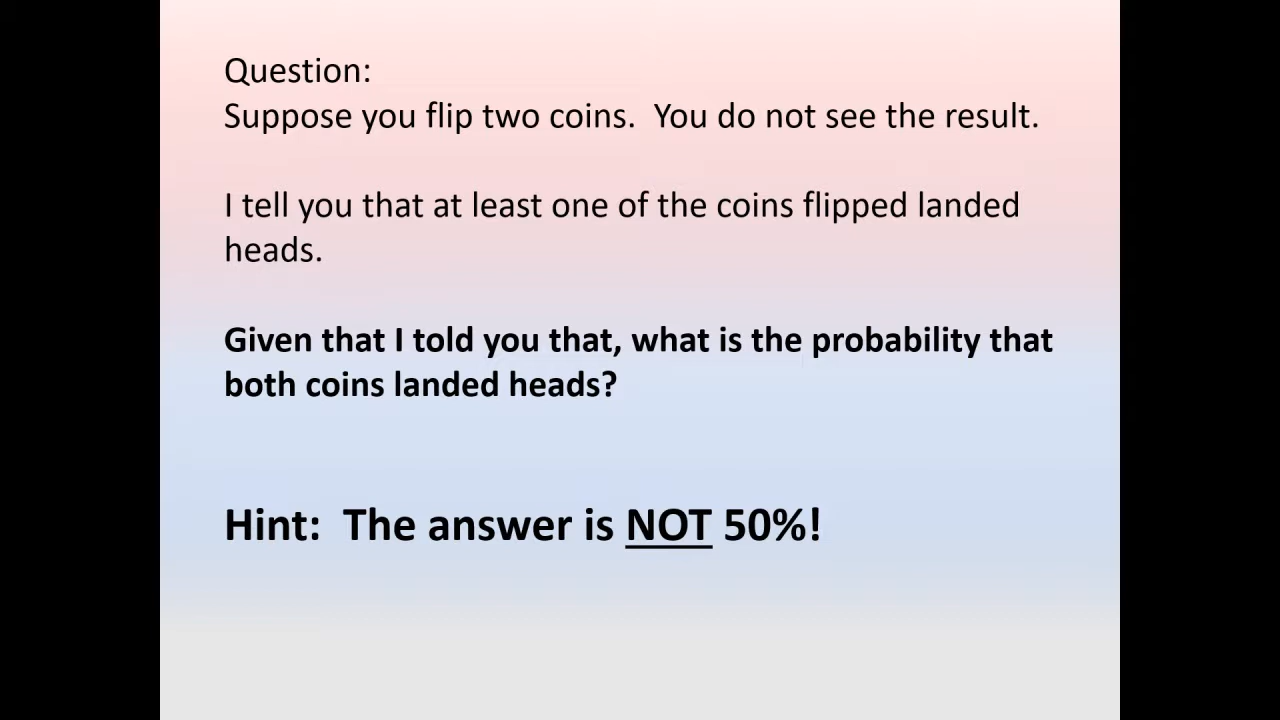 Question:
Suppose you flip two coins.  You do not see the result.
I tell you that at least one of the coins flipped landed
heads.
Given that I told you that, what is the probability that
both coins landed heads?
Hint:  The answer is NOT 50%!